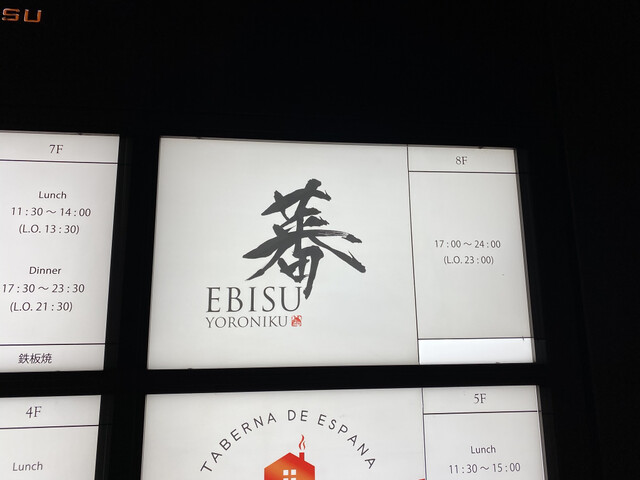 SU
7F
Lunch
11 : 30 ～ 14 : 00
(L.O. 13 : 30)
Dinner
17 : 30 ～ 23 : 30
(L.O. 21 : 30)
鉄板焼
蕃
EBISU
YORONIKU
8F
17 : 00 ～ 24 : 00
(L.O. 23 : 00)
4F
Lunch
TABERNA DE ESPANA
5F
Lunch
11 : 30 ～ 15 : 00